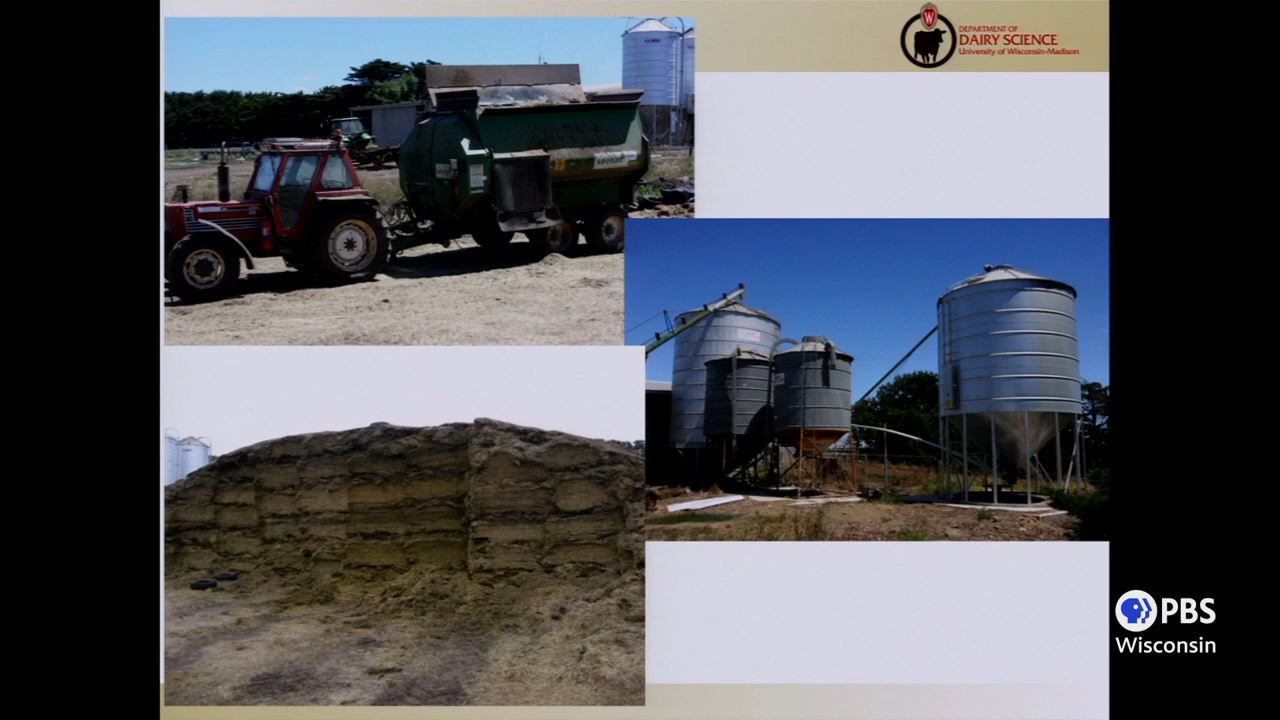 W
DEPARTMENT OF
DAIRY SCIENCE
University of Wisconsin-Madison
PBS
Wisconsin